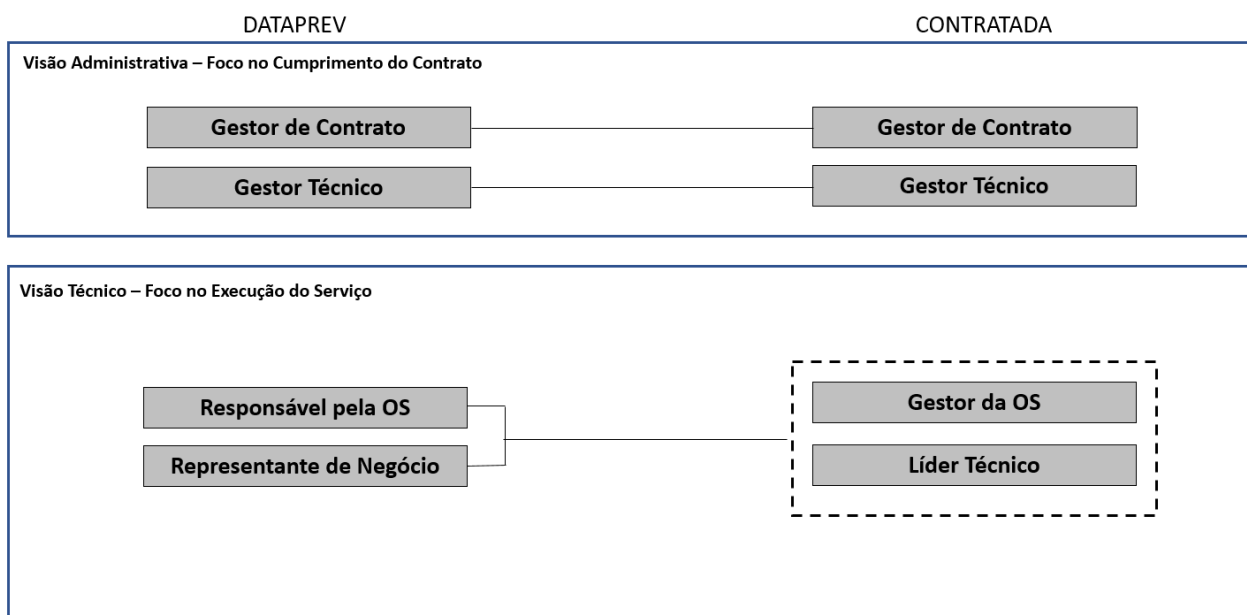 DATAPREV
CONTRATADA
Visão Administrativa – Foco no Cumprimento do Contrato
Gestor de Contrato
Gestor de Contrato
Gestor Técnico
Gestor Técnico
Visão Técnico – Foco no Execução do Serviço
Responsável pela OS
Gestor da OS
Representante de Negócio
Líder Técnico